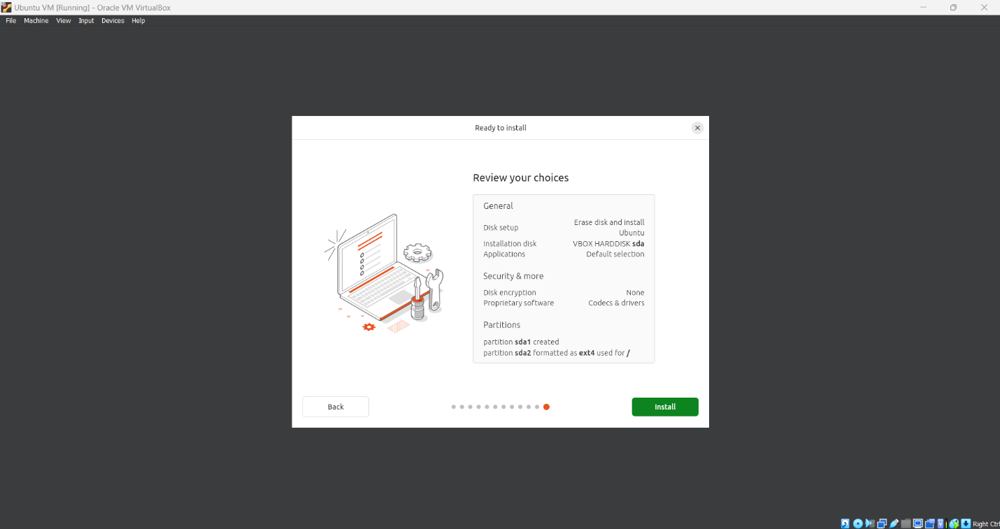 Ubuntu VM [Running] - Oracle VM VirtualBox
File Machine View Input Devices Help
Ready to install
Review your choices
General
Disk setup Erase disk and install
Ubuntu
Installation disk VBOX HARDDISK sda
Applications Default selection
Security & more
Disk encryption None
Proprietary software Codecs & drivers
Partitions
partition sda1 created
partition sda2 formatted as ext4 used for /
Back Install
Right Ctrl